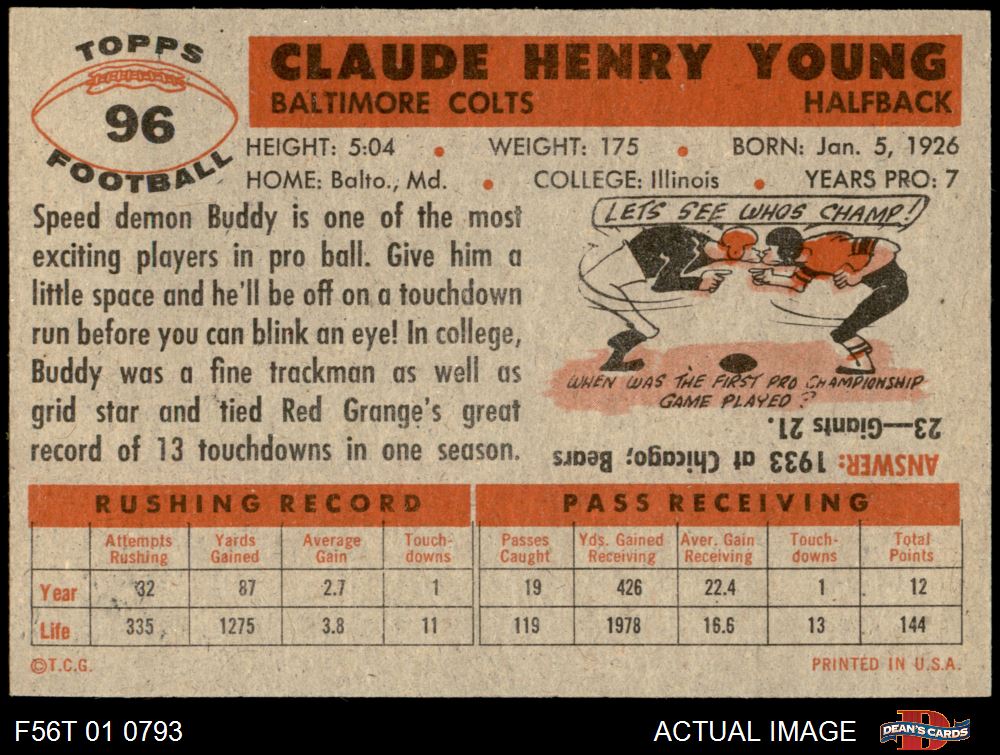 TOPPS
96
FOOTBALL
CLAUDE HENRY YOUNG
BALTIMORE COLTS HALFBACK
HEIGHT: 5:04 • WEIGHT: 175 • BORN: Jan. 5, 1926
HOME: Balto., Md. • COLLEGE: Illinois • YEARS PRO: 7
Speed demon Buddy is one of the most
exciting players in pro ball. Give him a
little space and he'll be off on a touchdown
run before you can blink an eye! In college,
Buddy was a fine trackman as well as
grid star and tied Red Grange's great
record of 13 touchdowns in one season.
LETS SEE WHOS CHAMP!
WHEN WAS THE FIRST PRO CHAMPIONSHIP
GAME PLAYED?
ANSWER: 1933 at Chicago; Bears
23—Giants 21.
RUSHING RECORD PASS RECEIVING
Attempts Rushing Yards Gained Average Gain Touch-downs Passes Caught Yds. Gained Receiving Aver. Gain Receiving Touch-downs Total Points
Year 32 87 2.7 1 19 426 22.4 1 12
Life 335 1275 3.8 11 119 1978 16.6 13 144
©T.C.G. PRINTED IN U.S.A.
F56T 01 0793 ACTUAL IMAGE DEAN'S CARDS